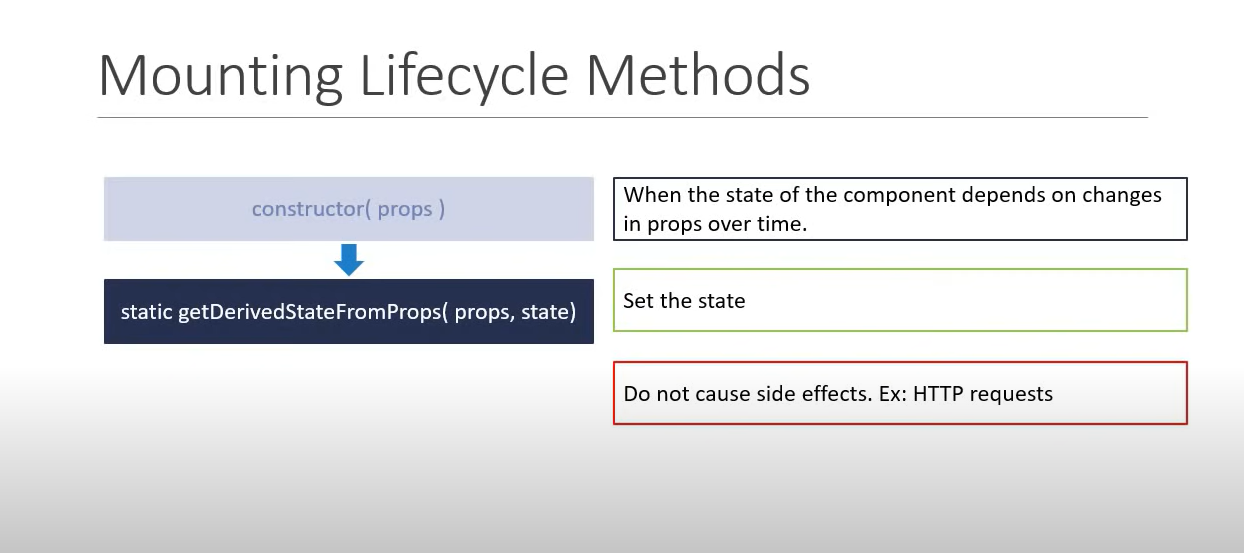 Mounting Lifecycle Methods
constructor( props )
static getDerivedStateFromProps( props, state)
When the state of the component depends on changes
in props over time.
Set the state
Do not cause side effects. Ex: HTTP requests